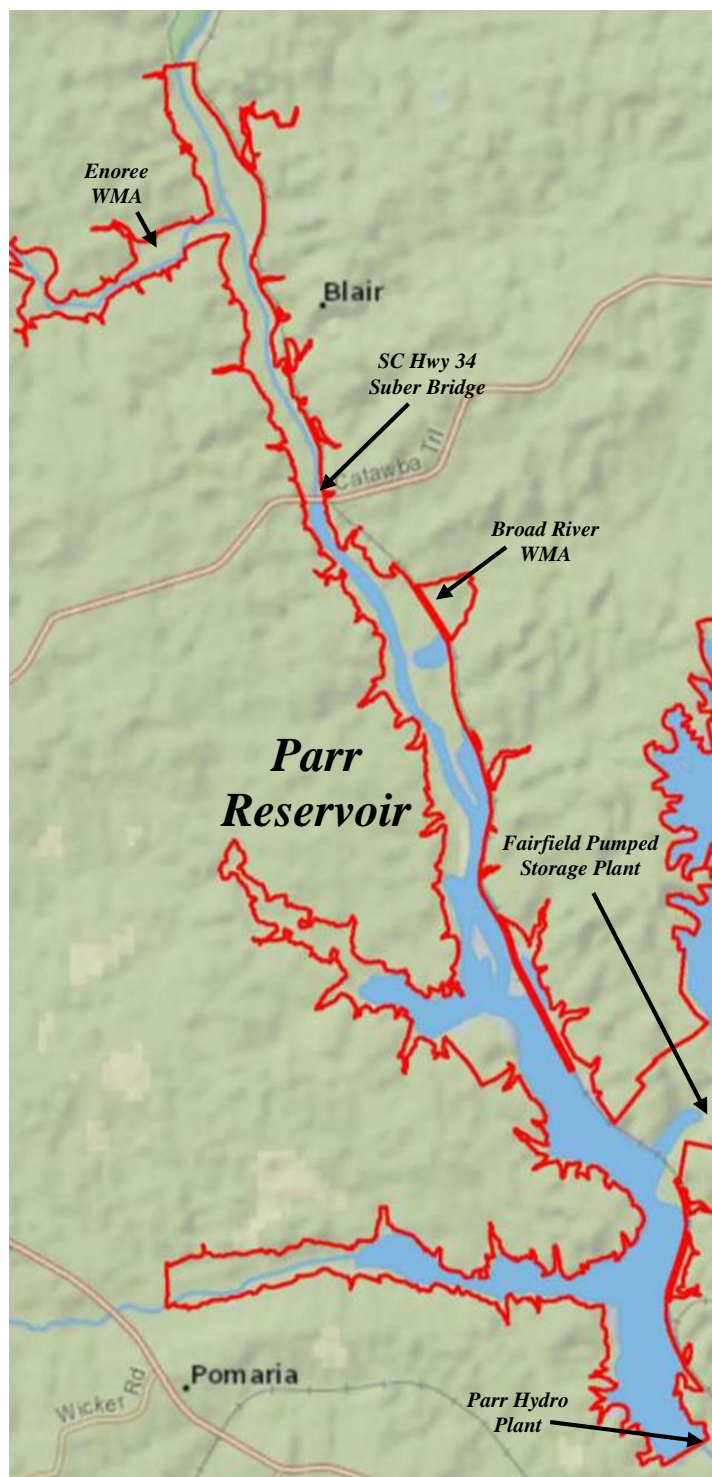 Enoree
WMA
Blair
SC Hwy 34
Suber Bridge
Catawba Trl
Broad River
WMA
Parr
Reservoir
Fairfield Pumped
Storage Plant
Pomaria
Wicker Rd
Parr Hydro
Plant